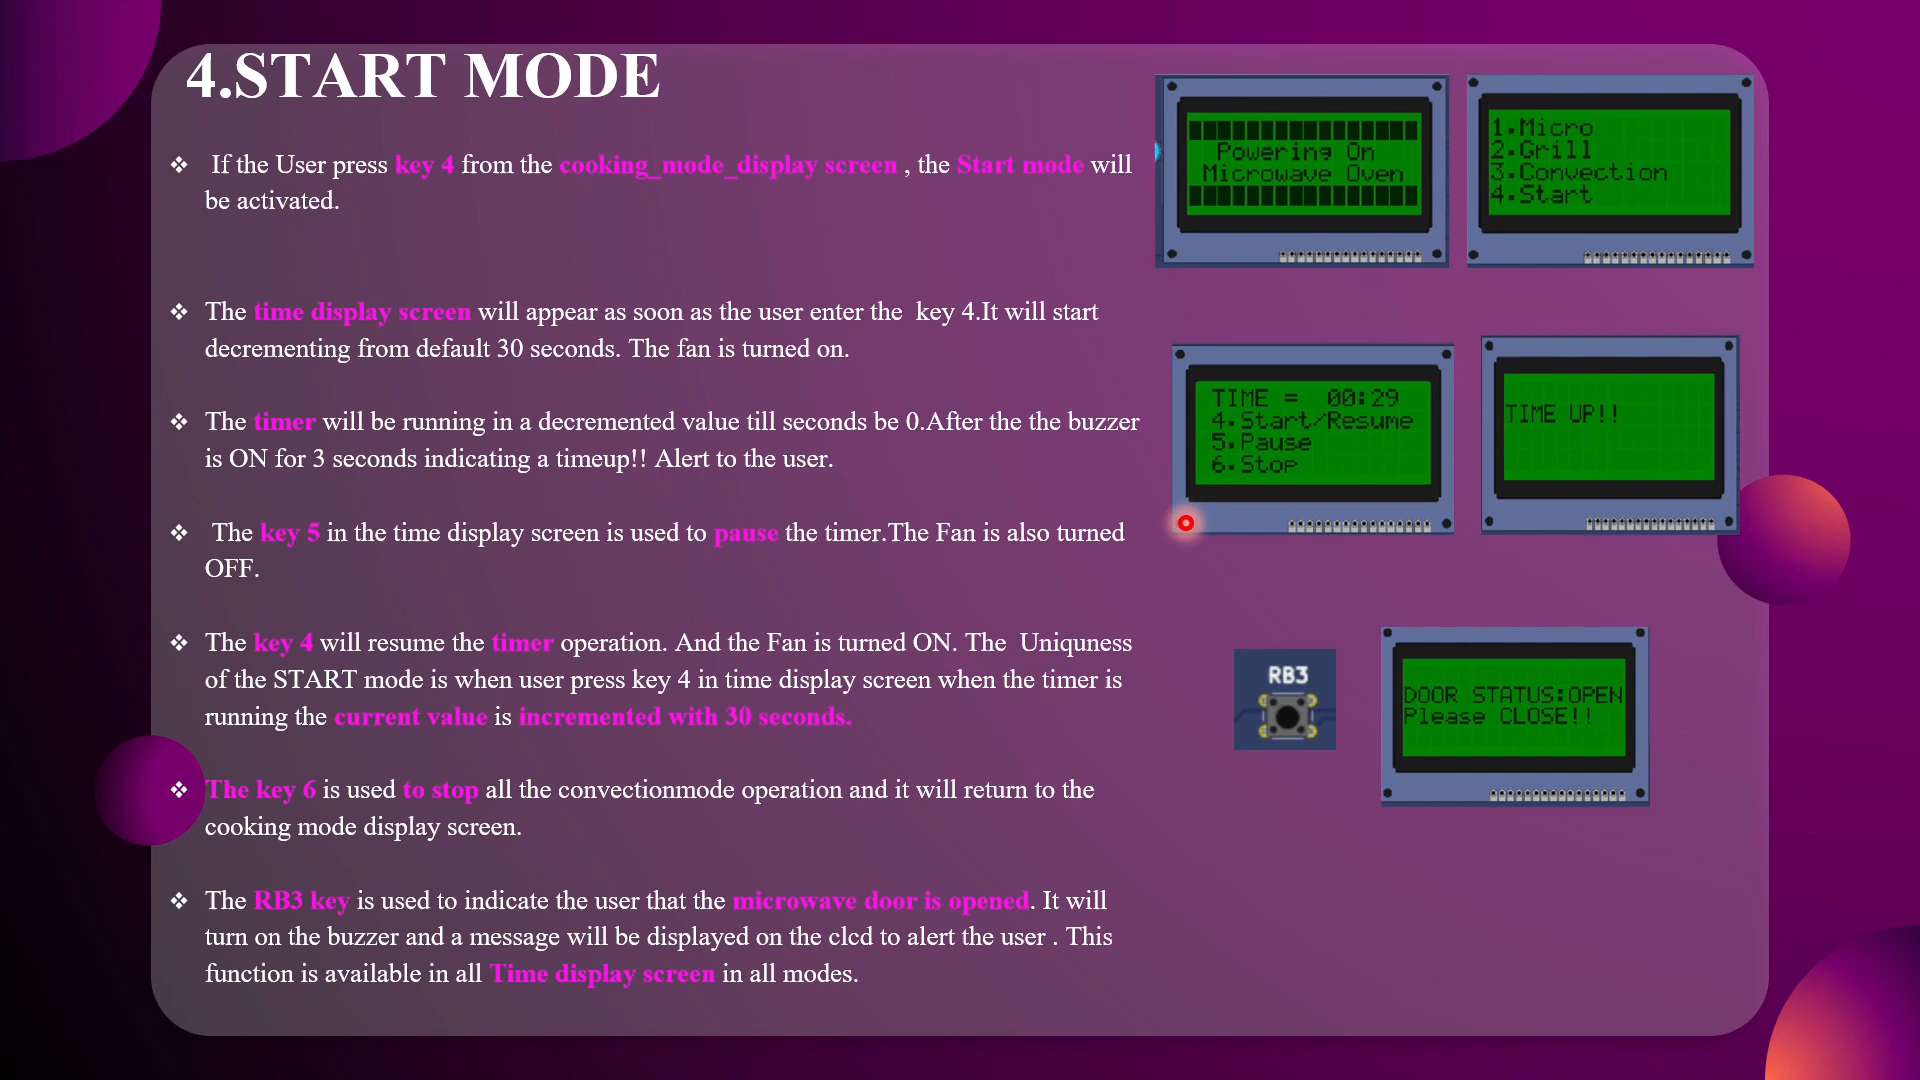 4.START MODE
❖ If the User press key 4 from the cooking_mode_display screen , the Start mode will
be activated.
❖ The time display screen will appear as soon as the user enter the  key 4.It will start
decrementing from default 30 seconds. The fan is turned on.
❖ The timer will be running in a decremented value till seconds be 0.After the the buzzer
is ON for 3 seconds indicating a timeup!! Alert to the user.
❖ The key 5 in the time display screen is used to pause the timer.The Fan is also turned
OFF.
❖ The key 4 will resume the timer operation. And the Fan is turned ON. The  Uniquness
of the START mode is when user press key 4 in time display screen when the timer is
running the current value is incremented with 30 seconds.
❖ The key 6 is used to stop all the convectionmode operation and it will return to the
cooking mode display screen.
❖ The RB3 key is used to indicate the user that the microwave door is opened. It will
turn on the buzzer and a message will be displayed on the clcd to alert the user . This
function is available in all Time display screen in all modes.
Powering On
Microwave Oven
1.Micro
2.Grill
3.Convection
4.Start
TIME =  00:29
4.Start/Resume
5.Pause
6.Stop
TIME UP!!
RB3
DOOR STATUS:OPEN
Please CLOSE!!